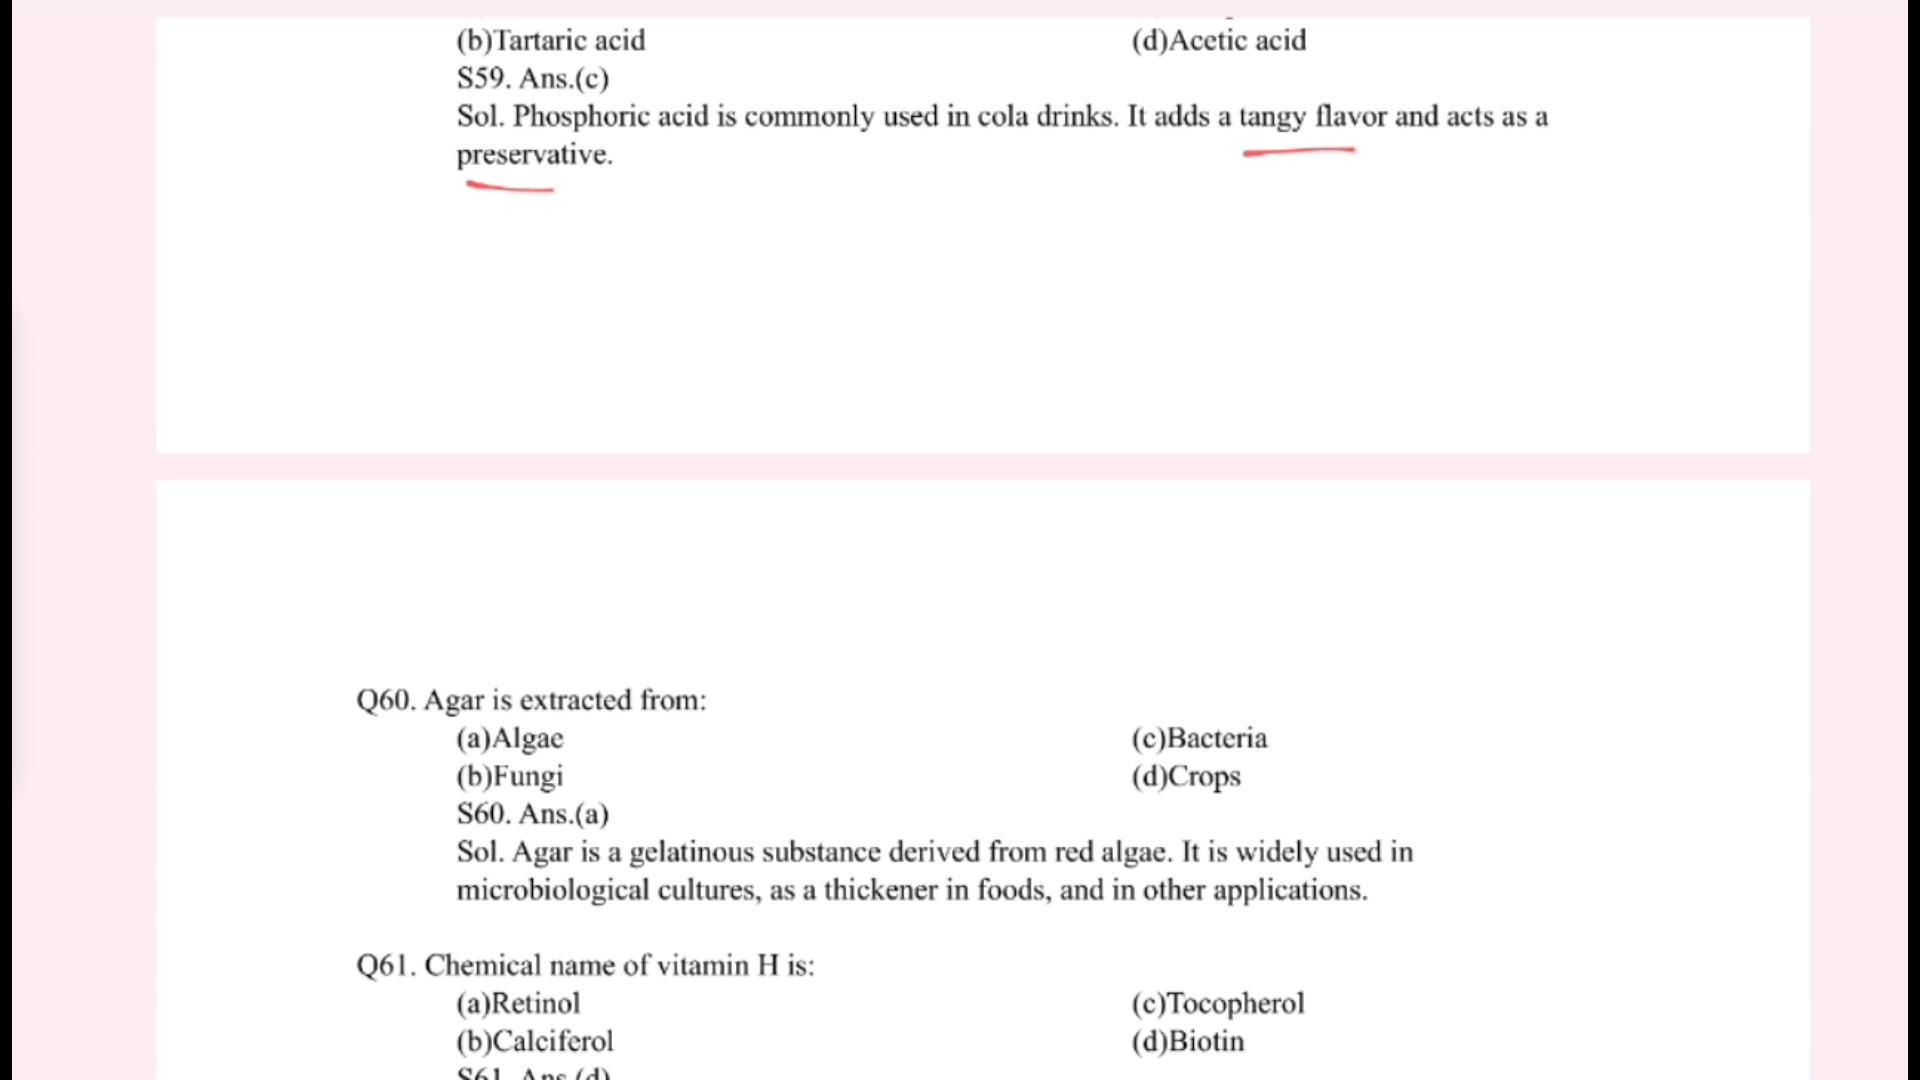 (b)Tartaric acid (d)Acetic acid
S59. Ans.(c)
Sol. Phosphoric acid is commonly used in cola drinks. It adds a tangy flavor and acts as a
preservative.
Q60. Agar is extracted from:
(a)Algae (c)Bacteria
(b)Fungi (d)Crops
S60. Ans.(a)
Sol. Agar is a gelatinous substance derived from red algae. It is widely used in
microbiological cultures, as a thickener in foods, and in other applications.
Q61. Chemical name of vitamin H is:
(a)Retinol (c)Tocopherol
(b)Calciferol (d)Biotin
S61. Ans.(d)